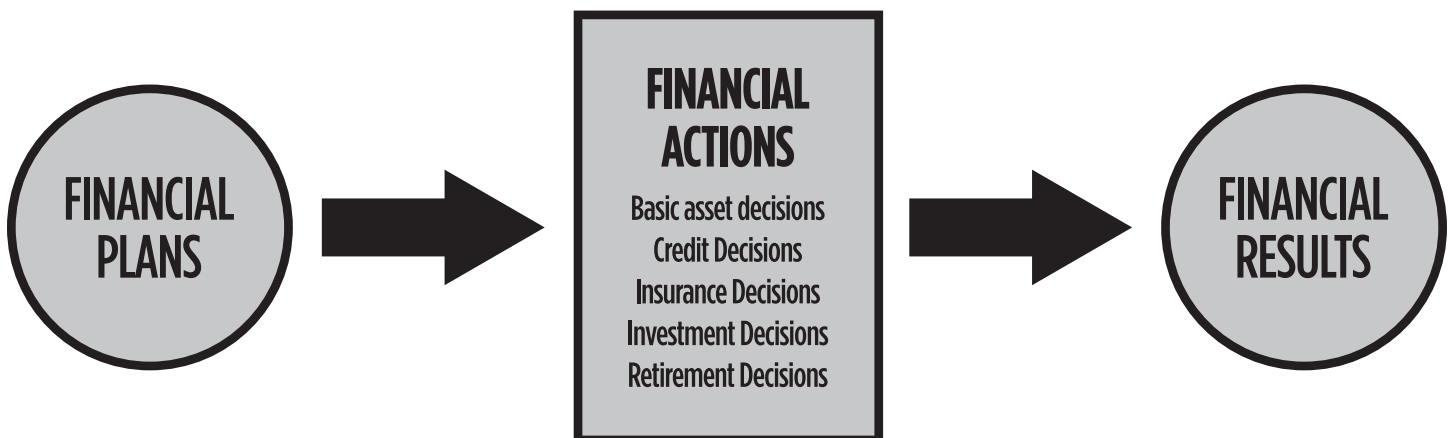 FINANCIAL
PLANS
FINANCIAL
ACTIONS
Basic asset decisions
Credit Decisions
Insurance Decisions
Investment Decisions
Retirement Decisions
FINANCIAL
RESULTS